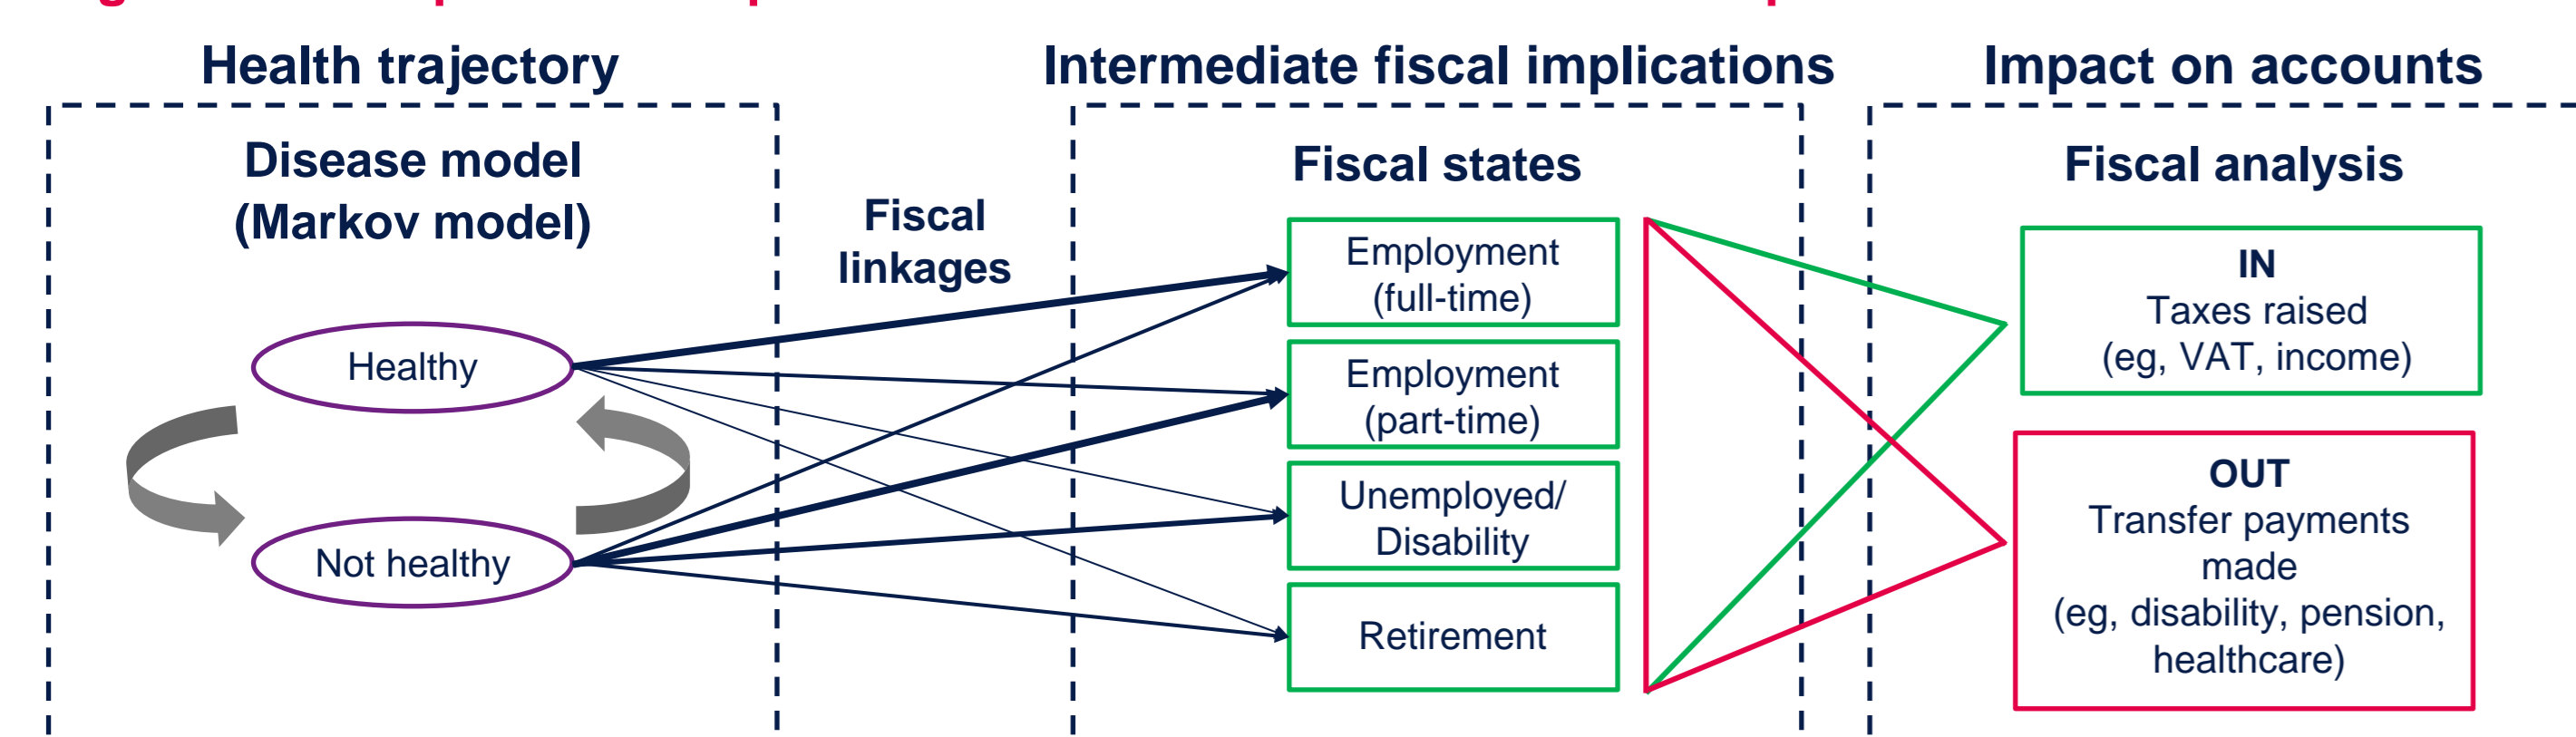 Health trajectory
Intermediate fiscal implications
Impact on accounts
Disease model
(Markov model)
Healthy
Not healthy
Fiscal
linkages
Fiscal states
Employment
(full-time)
Employment
(part-time)
Unemployed/
Disability
Retirement
Fiscal analysis
IN
Taxes raised
(eg, VAT, income)
OUT
Transfer payments
made
(eg, disability, pension,
healthcare)